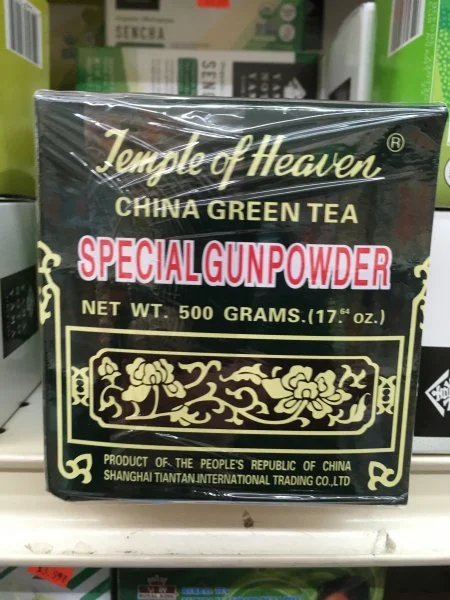 SENCHA
Temple of Heaven ®
CHINA GREEN TEA
SPECIAL GUNPOWDER
NET WT. 500 GRAMS.(17.64 oz.)
PRODUCT OF THE PEOPLE'S REPUBLIC OF CHINA
SHANGHAI TIANTAN INTERNATIONAL TRADING CO.,LTD